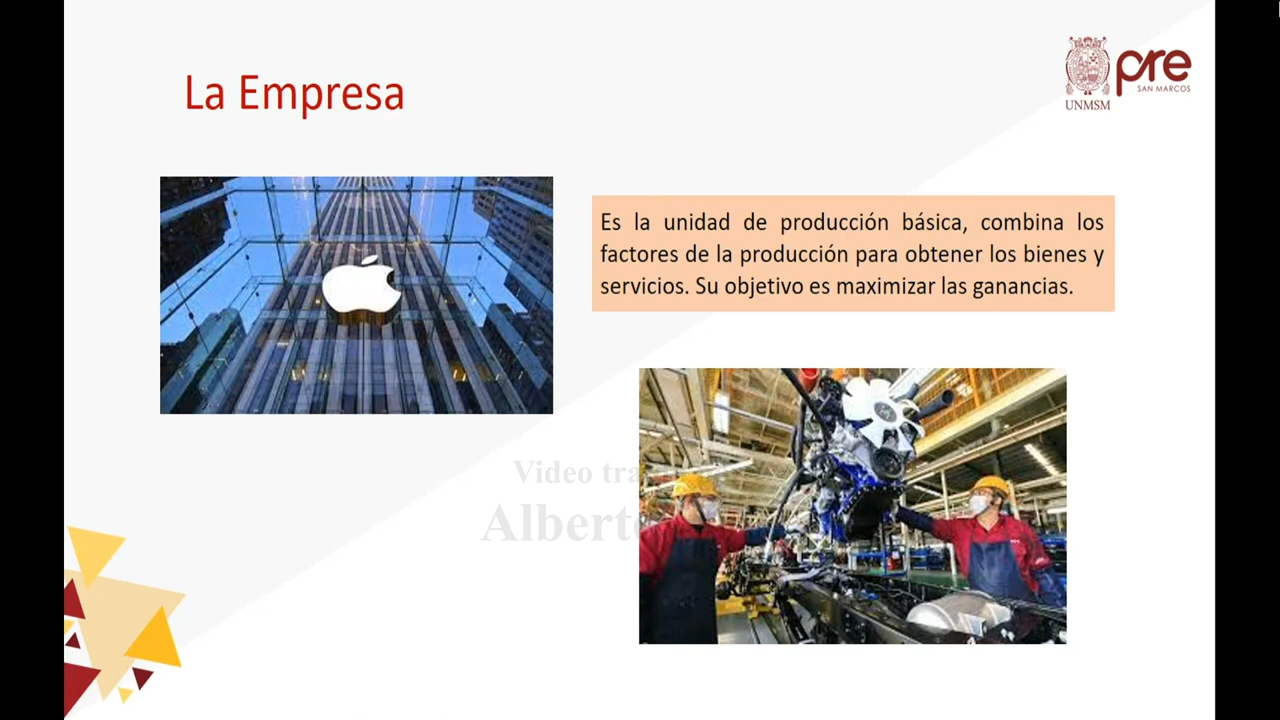 La Empresa
UNMSM
pre
SAN MARCOS
Es la unidad de producción básica, combina los
factores de la producción para obtener los bienes y
servicios. Su objetivo es maximizar las ganancias.
Video